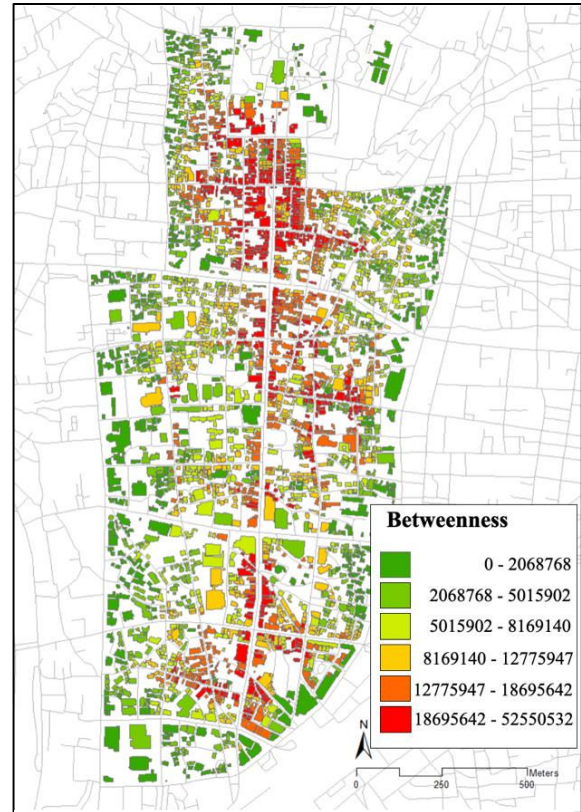 Betweenness
0 - 2068768
2068768 - 5015902
5015902 - 8169140
8169140 - 12775947
12775947 - 18695642
18695642 - 52550532
N
Meters
0 250 500